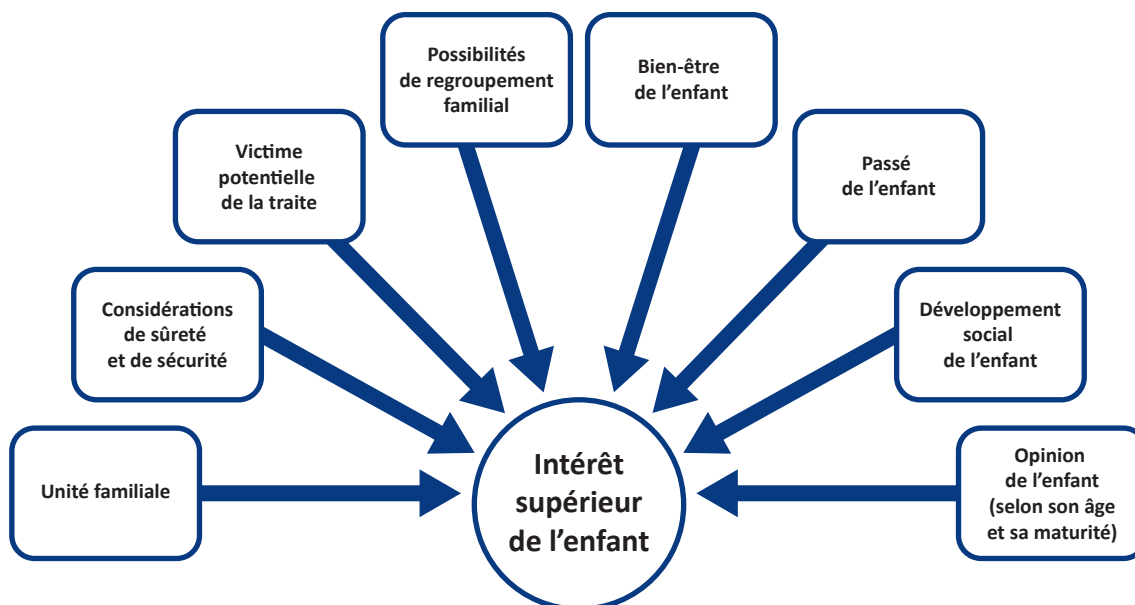 Unité familiale
Considérations
de sûreté
et de sécurité
Victime
potentielle
de la traite
Possibilités
de regroupement
familial
Bien-être
de l’enfant
Passé
de l’enfant
Développement
social
de l’enfant
Opinion
de l’enfant
(selon son âge
et sa maturité)
Intérêt
supérieur
de l’enfant